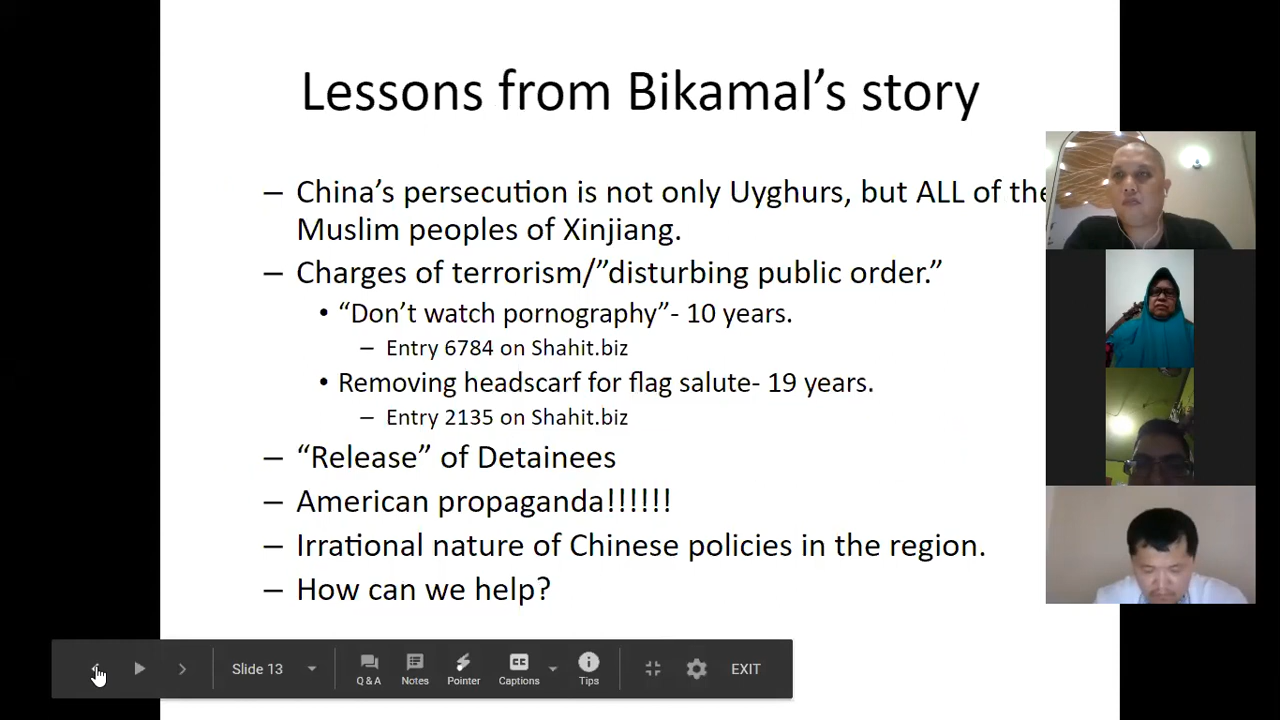 Lessons from Bikamal’s story
– China’s persecution is not only Uyghurs, but ALL of the
Muslim peoples of Xinjiang.
– Charges of terrorism/”disturbing public order.”
• “Don’t watch pornography”- 10 years.
– Entry 6784 on Shahit.biz
• Removing headscarf for flag salute- 19 years.
– Entry 2135 on Shahit.biz
– “Release” of Detainees
– American propaganda!!!!!!
– Irrational nature of Chinese policies in the region.
– How can we help?
Slide 13
Q & A
Notes
Pointer
CC
Captions
Tips
EXIT